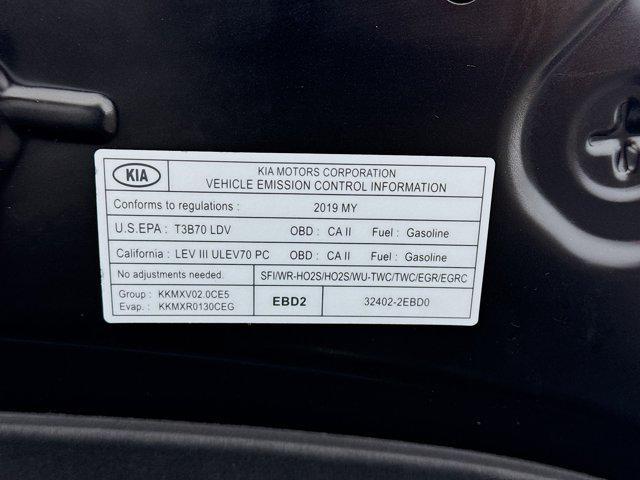 KIA
KIA MOTORS CORPORATION
VEHICLE EMISSION CONTROL INFORMATION
Conforms to regulations : 2019 MY
U.S.EPA : T3B70 LDV OBD : CA II Fuel : Gasoline
California : LEV III ULEV70 PC OBD : CA II Fuel : Gasoline
No adjustments needed. SFI/WR-HO2S/HO2S/WU-TWC/TWC/EGR/EGRC
Group : KKMXV02.0CE5
Evap. : KKMXR0130CEG
EBD2 32402-2EBD0